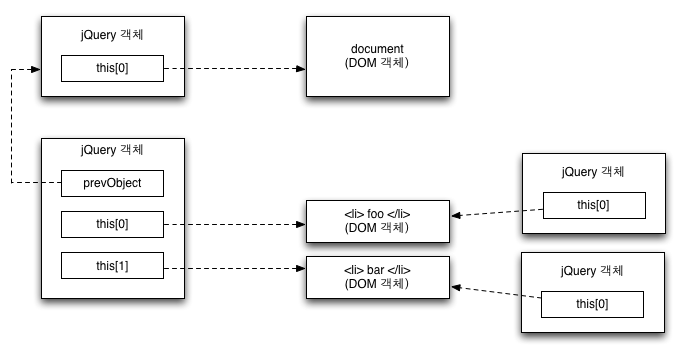 jQuery 객체
this[0]
document
(DOM 객체)
jQuery 객체
prevObject
this[0]
this[1]
<li> foo </li>
(DOM 객체)
<li> bar </li>
(DOM 객체)
jQuery 객체
this[0]
jQuery 객체
this[0]